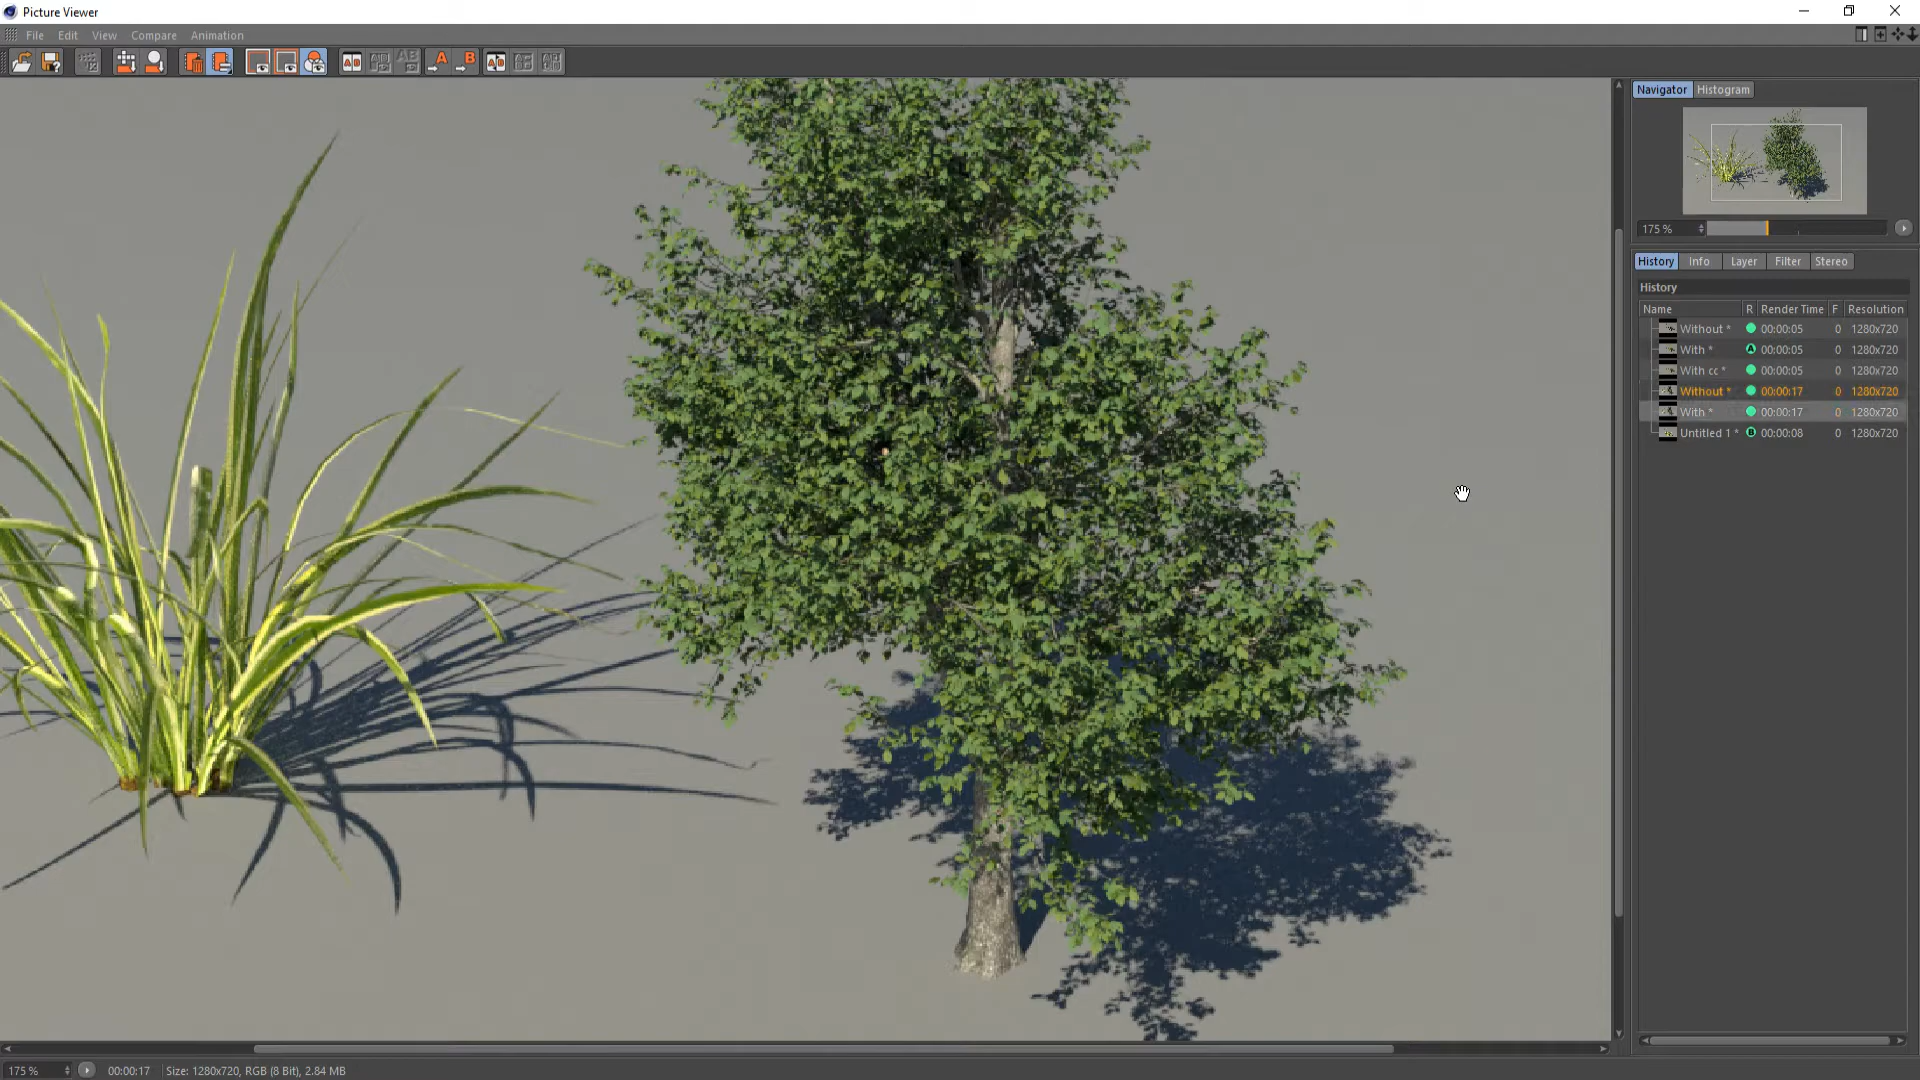 Picture Viewer
File Edit View Compare Animation
Navigator Histogram
175 %
History Info Layer Filter Stereo
History
Name R Render Time F Resolution
Without * 00:00:05 0 1280x720
With * A 00:00:05 0 1280x720
With cc * 00:00:05 0 1280x720
Without * 00:00:17 0 1280x720
With * 00:00:17 0 1280x720
Untitled 1 * B 00:00:08 0 1280x720
175 % 00:00:17 Size: 1280x720, RGB (8 Bit), 2.84 MB